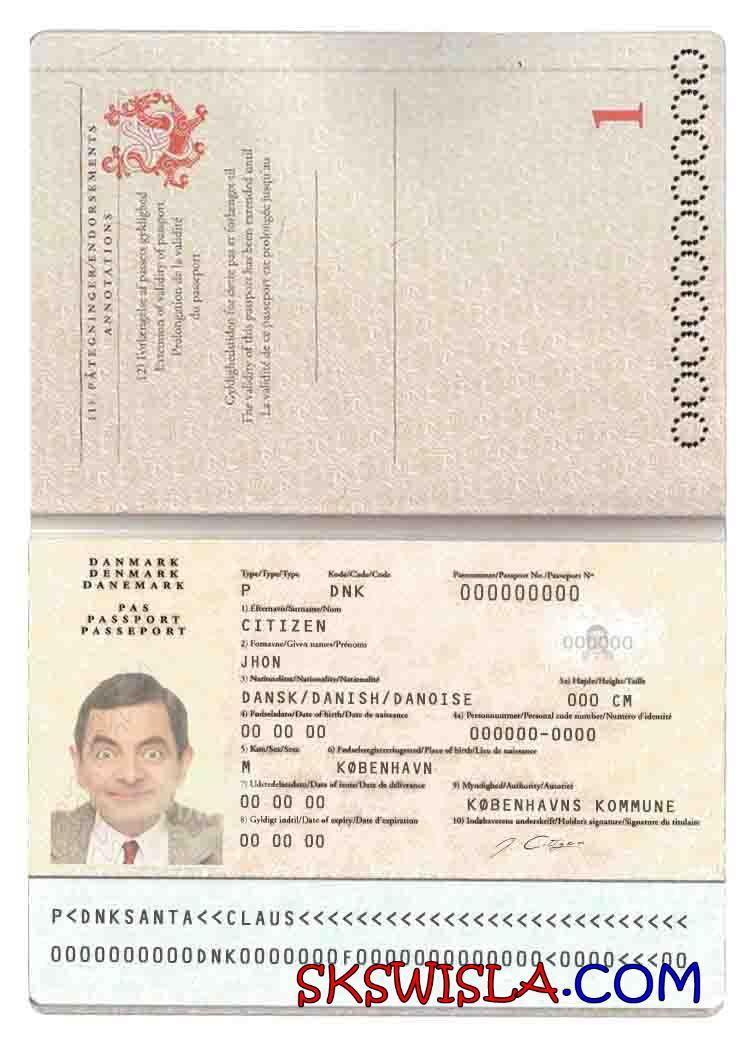 11) PÅTEGNINGER/ENDORSEMENTS
ANNOTATIONS
12) Forlængelse af passets gyldighed
Extension of validity of passport
Prolongation de la validité
du passeport
Gyldighedstiden for dette pas er forlænget til
The validity of this passport has been extended until
La validité de ce passeport est prolongée jusqu'au
1
000000000
DANMARK
DENMARK
DANEMARK
PAS
PASSPORT
PASSEPORT
Type/Type/Type Kode/Code/Code Pasnummer/Passport No./Passeport Nº
P DNK 000000000
1) Efternavn/Surname/Nom
CITIZEN
000000
2) Fornavne/Given names/Prénoms
JHON
3) Nationalitet/Nationality/Nationalité 3a) Højde/Height/Taille
DANSK/DANISH/DANOISE 000 CM
4) Fødselsdato/Date of birth/Date de naissance 4a) Personnummer/Personal code number/Numéro d'identité
00 00 00 000000-0000
5) Køn/Sex/Sexe 6) Fødselsregistreringssted/Place of birth/Lieu de naissance
M KØBENHAVN
7) Udstedelsesdato/Date of issue/Date de délivrance 9) Myndighed/Authority/Autorité
00 00 00 KØBENHAVNS KOMMUNE
8) Gyldigt indtil/Date of expiry/Date d'expiration 10) Indehaverens underskrift/Holder's signature/Signature du titulaire
00 00 00 J. Citizen
P<DNKSANTA<<CLAUS<<<<<<<<<<<<<<<<<<<<<<<<<<<
0000000000DNK0000000F0000000000000<0000<<<00
SKSWISLA.COM